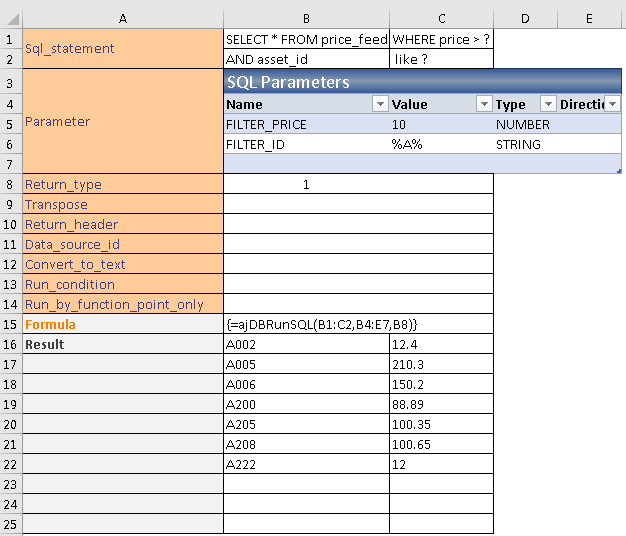 A B C D E
1 Sql_statement SELECT * FROM price_feed WHERE price > ?
2 AND asset_id like ?
3 Parameter SQL Parameters
4 Name Value Type Directi
5 FILTER_PRICE 10 NUMBER
6 FILTER_ID %A% STRING
7
8 Return_type 1
9 Transpose
10 Return_header
11 Data_source_id
12 Convert_to_text
13 Run_condition
14 Run_by_function_point_only
15 Formula {=ajDBRunSQL(B1:C2,B4:E7,B8)}
16 Result A002 12.4
17 A005 210.3
18 A006 150.2
19 A200 88.89
20 A205 100.35
21 A208 100.65
22 A222 12
23
24
25